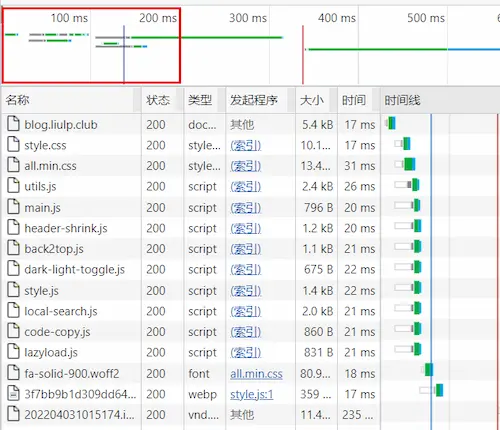 100 ms 200 ms 300 ms 400 ms 500 ms
名称 状态 类型 发起程序 大小 时间 时间线
blog.liulp.club 200 doc... 其他 5.4 kB 17 ms
style.css 200 style... (索引) 10.1... 17 ms
all.min.css 200 style... (索引) 13.4... 31 ms
utils.js 200 script (索引) 2.4 kB 26 ms
main.js 200 script (索引) 796 B 20 ms
header-shrink.js 200 script (索引) 1.2 kB 20 ms
back2top.js 200 script (索引) 1.1 kB 21 ms
dark-light-toggle.js 200 script (索引) 675 B 22 ms
style.js 200 script (索引) 1.4 kB 22 ms
local-search.js 200 script (索引) 2.0 kB 21 ms
code-copy.js 200 script (索引) 860 B 21 ms
lazyload.js 200 script (索引) 831 B 21 ms
fa-solid-900.woff2 200 font all.min.css 80.9... 18 ms
3f7bb9b1d309dd64... 200 webp style.js:1 359 ... 17 ms
202204031015174.i... 200 vnd.... 其他 11.4... 235 ...